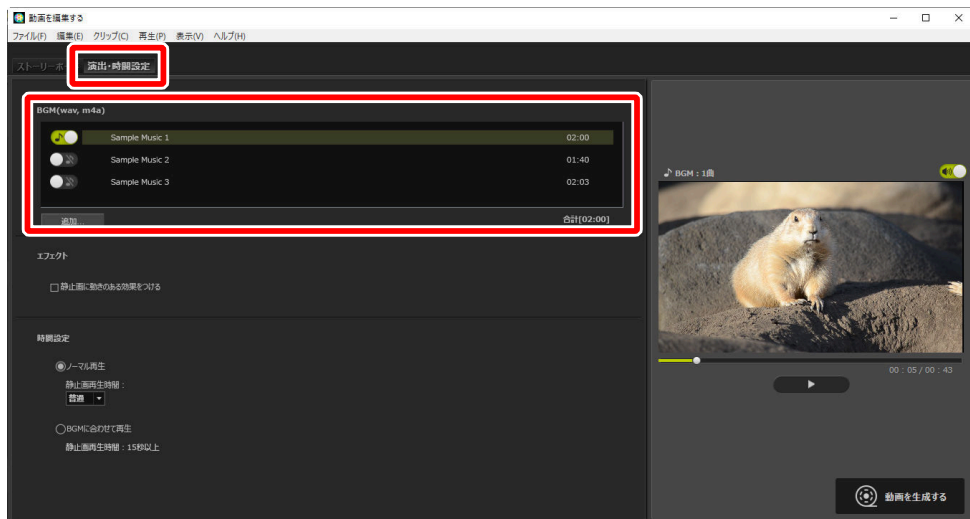 動画を編集する
ファイル(F) 編集(E) クリップ(C) 再生(P) 表示(V) ヘルプ(H)
ストーリーボ
演出・時間設定
BGM(wav, m4a)
Sample Music 1 02:00
Sample Music 2 01:40
Sample Music 3 02:03
追加... 合計[02:00]
エフェクト
静止画に動きのある効果をつける
時間設定
ノーマル再生
静止画再生時間：
普通
BGMに合わせて再生
静止画再生時間：15秒以上
BGM：1曲
00：05 / 00：43
動画を生成する